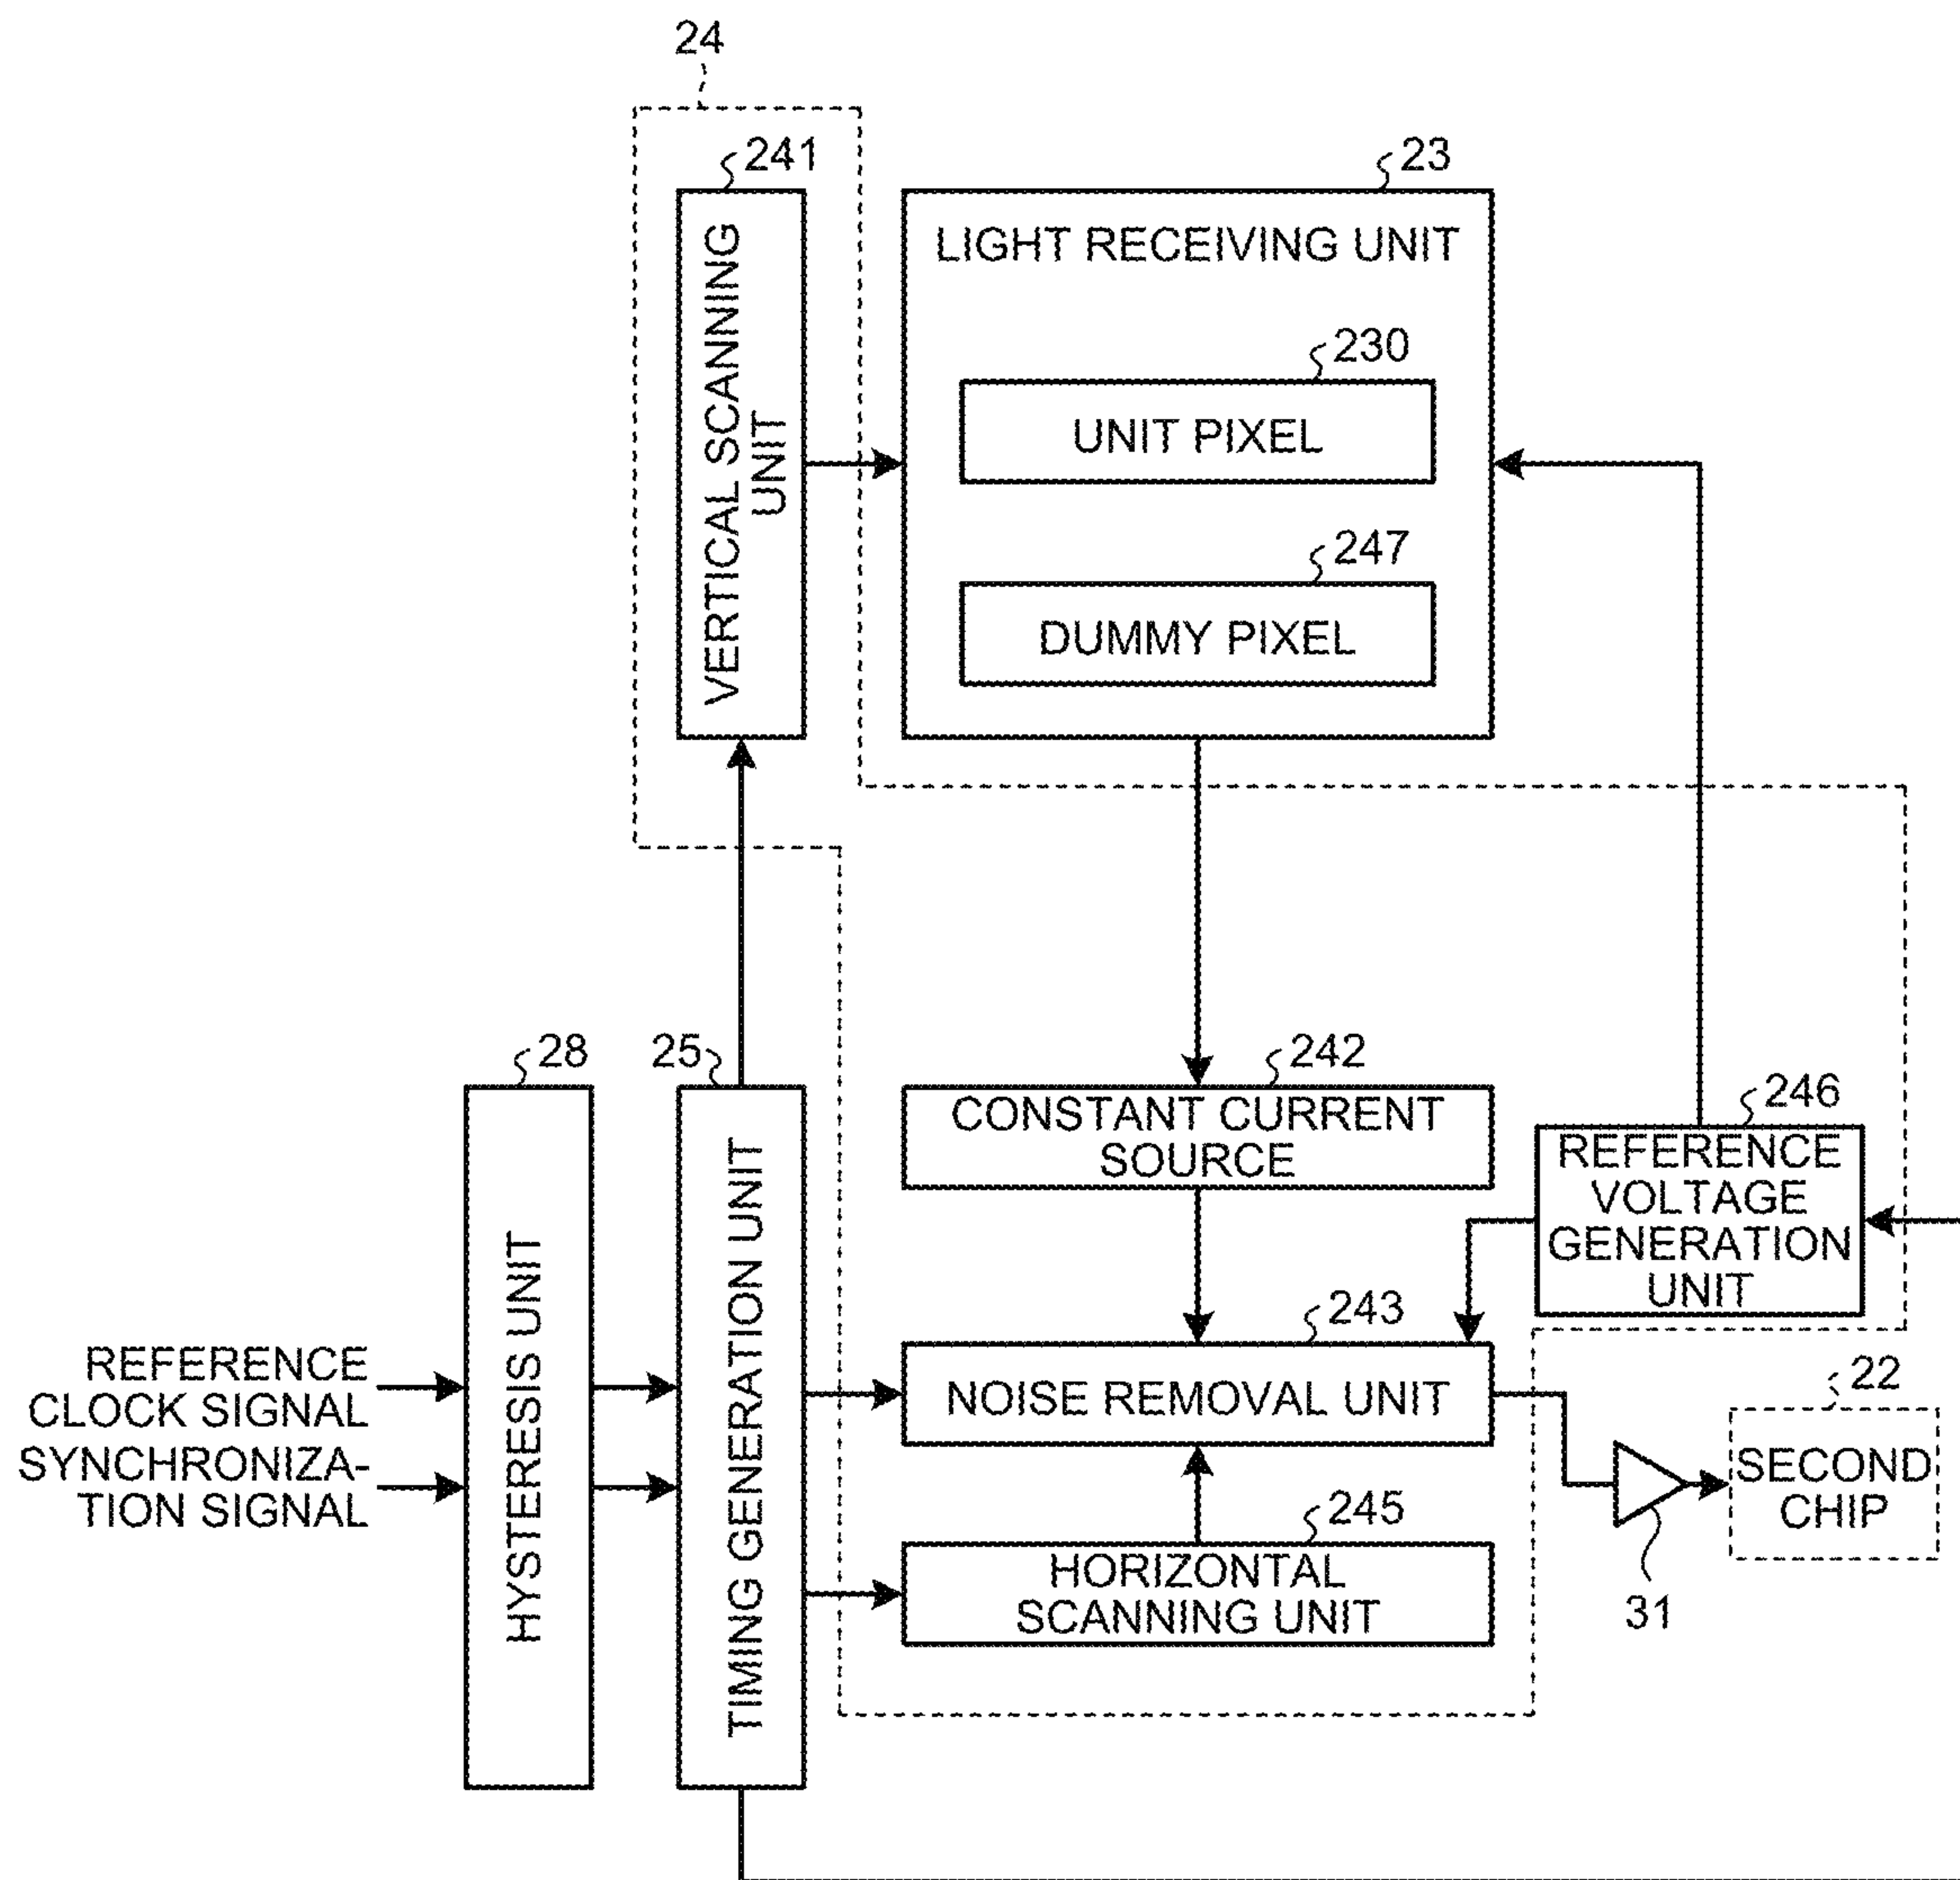 24
241
23
VERTICAL SCANNING
UNIT
LIGHT RECEIVING UNIT
230
UNIT PIXEL
247
DUMMY PIXEL
28
25
242
246
HYSTERESIS UNIT
TIMING GENERATION UNIT
CONSTANT CURRENT
SOURCE
REFERENCE
VOLTAGE
GENERATION
UNIT
243
NOISE REMOVAL UNIT
REFERENCE
CLOCK SIGNAL
SYNCHRONIZA-
TION SIGNAL
22
SECOND
CHIP
245
HORIZONTAL
SCANNING UNIT
31